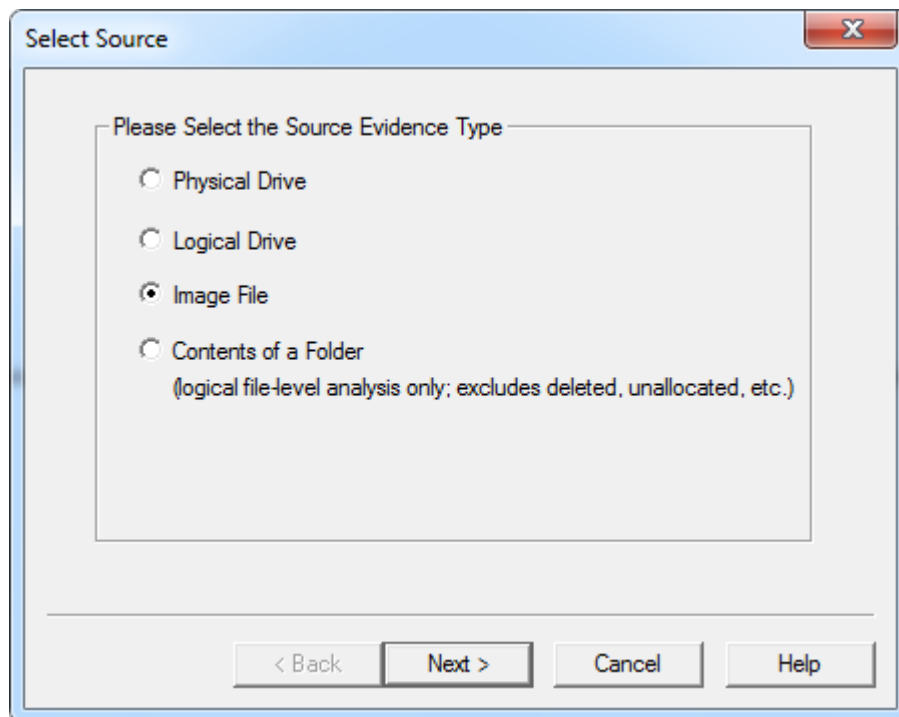 Select Source
Please Select the Source Evidence Type
Physical Drive
Logical Drive
Image File
Contents of a Folder
(logical file-level analysis only; excludes deleted, unallocated, etc.)
< Back Next > Cancel Help